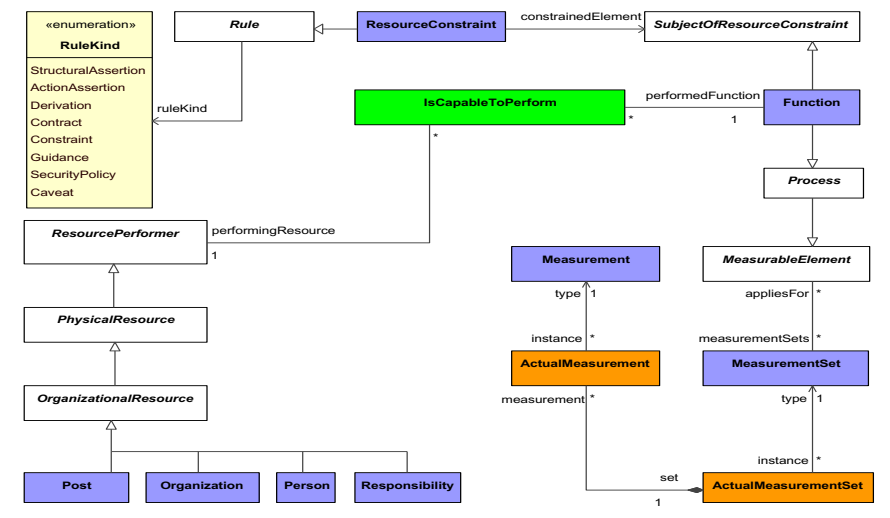 «enumeration»
RuleKind
StructuralAssertion
ActionAssertion
Derivation
Contract
Constraint
Guidance
SecurityPolicy
Caveat
Rule
ResourceConstraint
constrainedElement
SubjectOfResourceConstraint
ruleKind
IsCapableToPerform
performedFunction
*
1
Function
*
Process
ResourcePerformer
performingResource
1
Measurement
MeasurableElement
type
1
appliesFor
*
PhysicalResource
instance
*
measurementSets
*
ActualMeasurement
MeasurementSet
OrganizationalResource
measurement
*
type
1
instance
*
set
1
ActualMeasurementSet
Post
Organization
Person
Responsibility